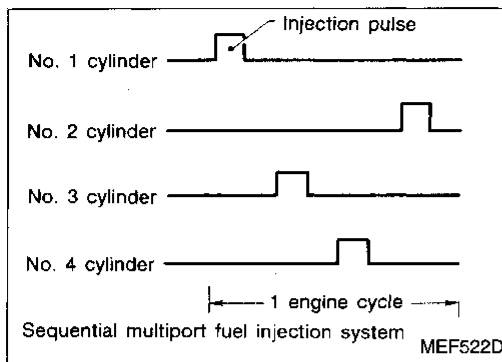 Injection pulse
No. 1 cylinder
No. 2 cylinder
No. 3 cylinder
No. 4 cylinder
1 engine cycle
Sequential multiport fuel injection system
MEF522D